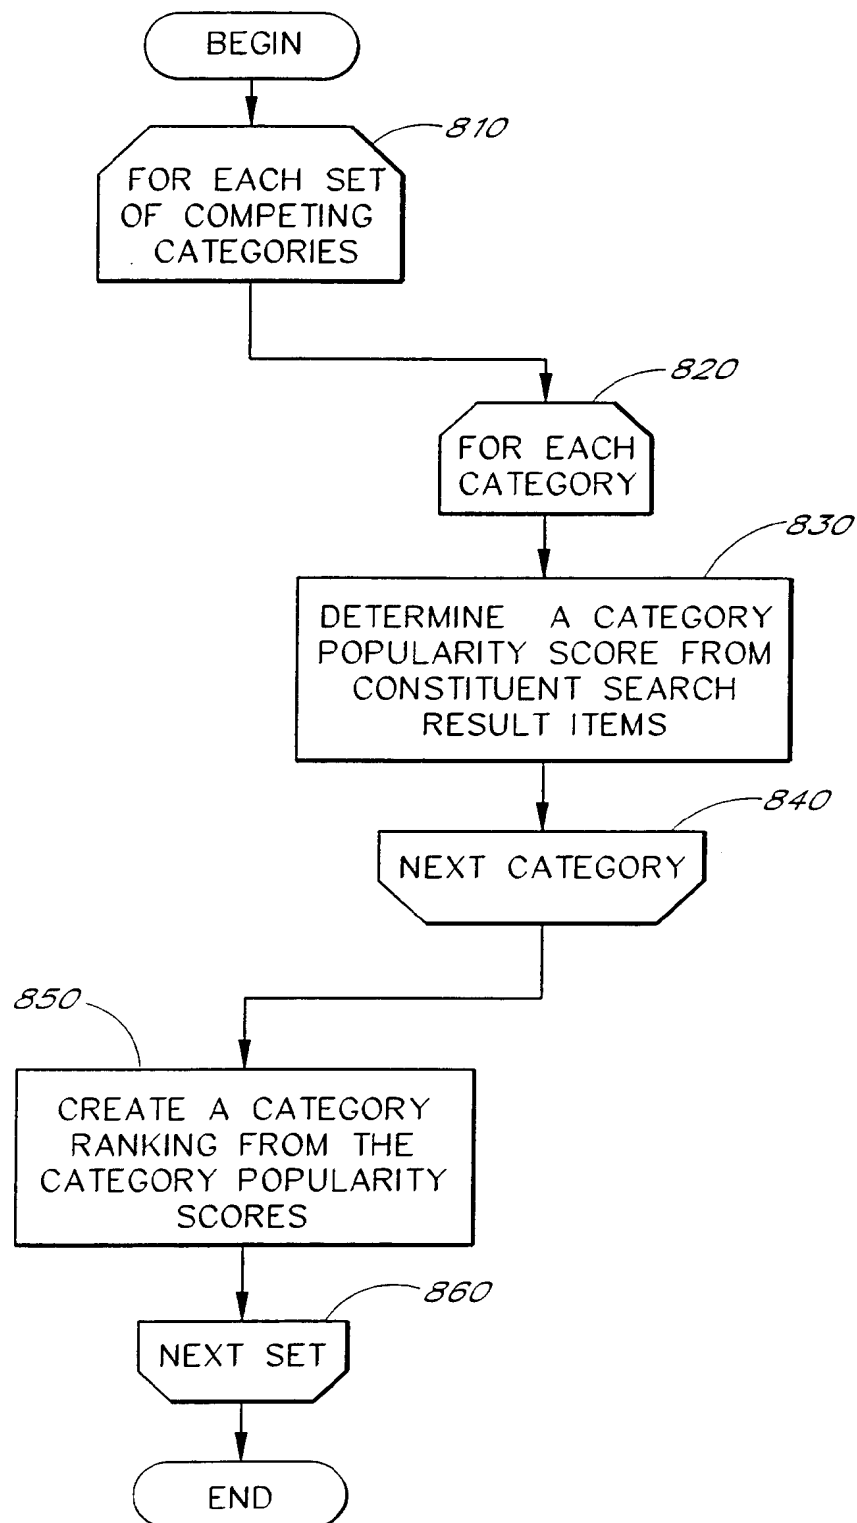 BEGIN
810
FOR EACH SET
OF COMPETING
CATEGORIES
820
FOR EACH
CATEGORY
830
DETERMINE A CATEGORY
POPULARITY SCORE FROM
CONSTITUENT SEARCH
RESULT ITEMS
840
NEXT CATEGORY
850
CREATE A CATEGORY
RANKING FROM THE
CATEGORY POPULARITY
SCORES
860
NEXT SET
END